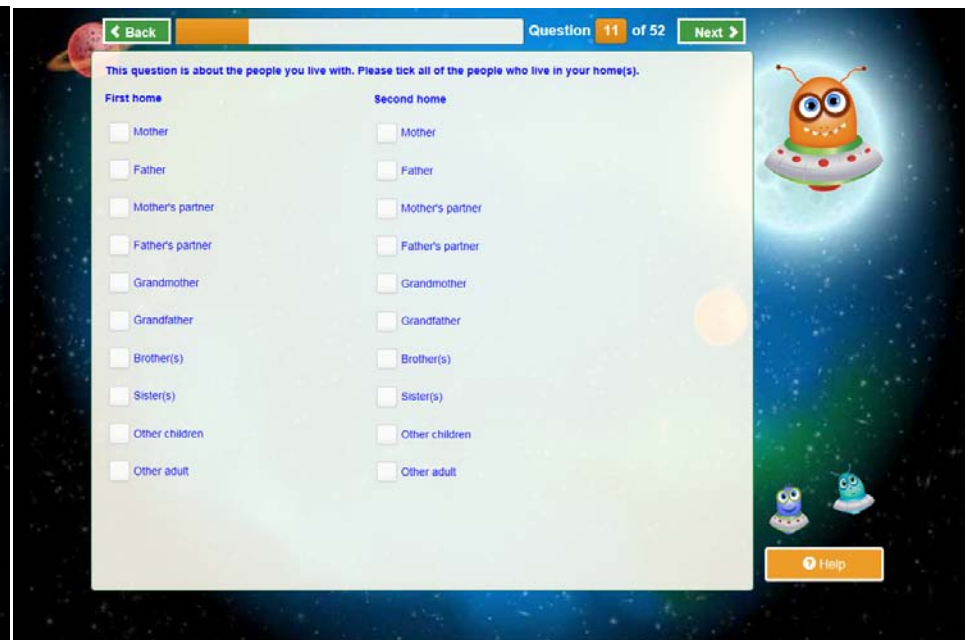 Back
Question 11 of 52
Next
This question is about the people you live with. Please tick all of the people who live in your home(s).
First home
Second home
Mother
Mother
Father
Father
Mother's partner
Mother's partner
Father's partner
Father's partner
Grandmother
Grandmother
Grandfather
Grandfather
Brother(s)
Brother(s)
Sister(s)
Sister(s)
Other children
Other children
Other adult
Other adult
Help